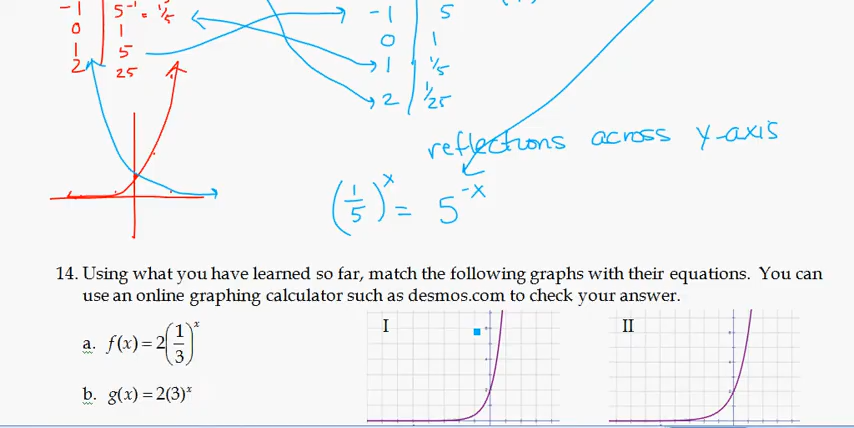 -1 | 5⁻¹ = 1/5
0 | 1
1 | 5
2 | 25
-1 | 5
0 | 1
1 | 1/5
2 | 1/25
reflections across y-axis
(1/5)ˣ = 5⁻ˣ
14. Using what you have learned so far, match the following graphs with their equations. You can
use an online graphing calculator such as desmos.com to check your answer.
a. f(x) = 2(1/3)ˣ
b. g(x) = 2(3)ˣ
I
II